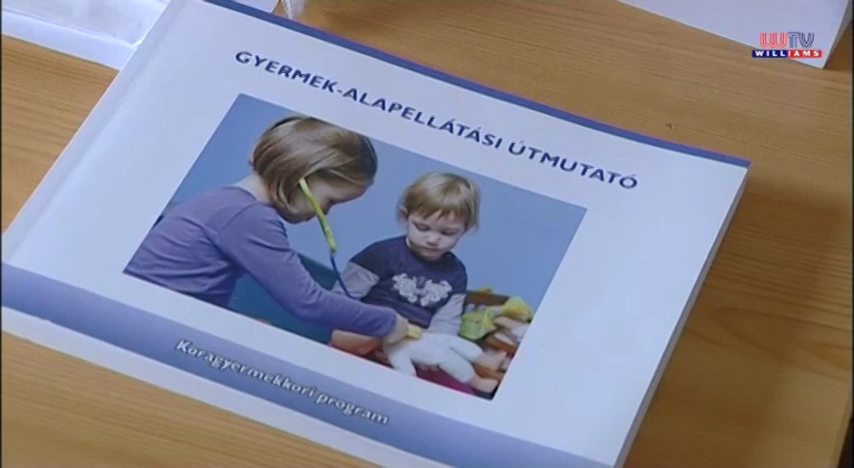 WTV
WILLIAMS
GYERMEK-ALAPELLÁTÁSI ÚTMUTATÓ
Koragyermekkori program